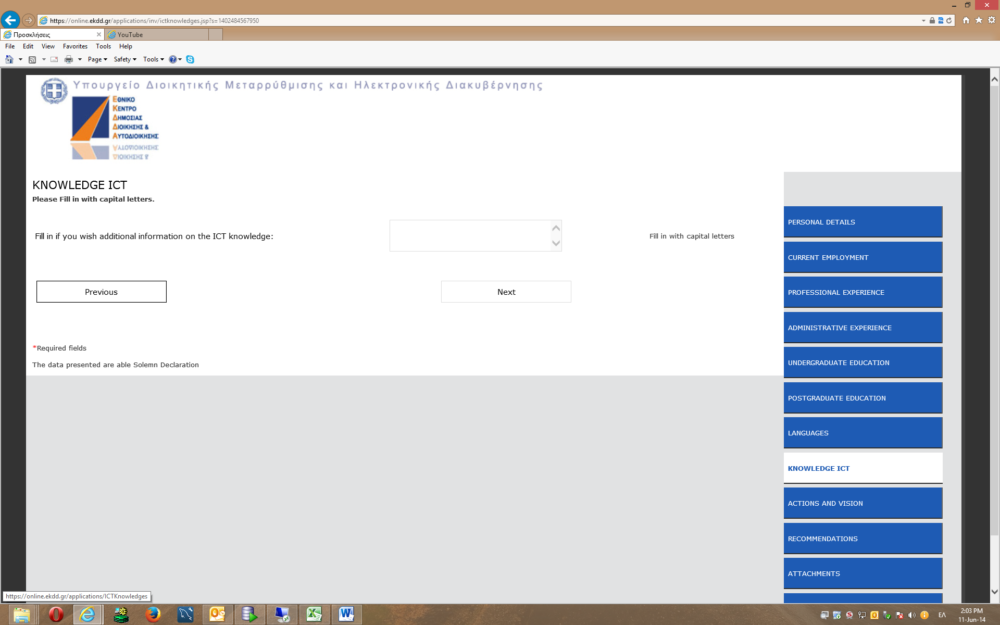 https://online.ekdd.gr/applications/inv/ictknowledges.jsp?s=1402484567950
Προσκλήσεις
YouTube
File Edit View Favorites Tools Help
Page Safety Tools
Υπουργείο Διοικητικής Μεταρρύθμισης και Ηλεκτρονικής Διακυβέρνησης
ΕΘΝΙΚΟ
ΚΕΝΤΡΟ
ΔΗΜΟΣΙΑΣ
ΔΙΟΙΚΗΣΗΣ &
ΑΥΤΟΔΙΟΙΚΗΣΗΣ
KNOWLEDGE ICT
Please Fill in with capital letters.
Fill in if you wish additional information on the ICT knowledge:
Fill in with capital letters
Previous
Next
*Required fields
The data presented are able Solemn Declaration
PERSONAL DETAILS
CURRENT EMPLOYMENT
PROFESSIONAL EXPERIENCE
ADMINISTRATIVE EXPERIENCE
UNDERGRADUATE EDUCATION
POSTGRADUATE EDUCATION
LANGUAGES
KNOWLEDGE ICT
ACTIONS AND VISION
RECOMMENDATIONS
ATTACHMENTS
https://online.ekdd.gr/applications/ICTKnowledges
ΕΛ
2:03 PM
11-Jun-14